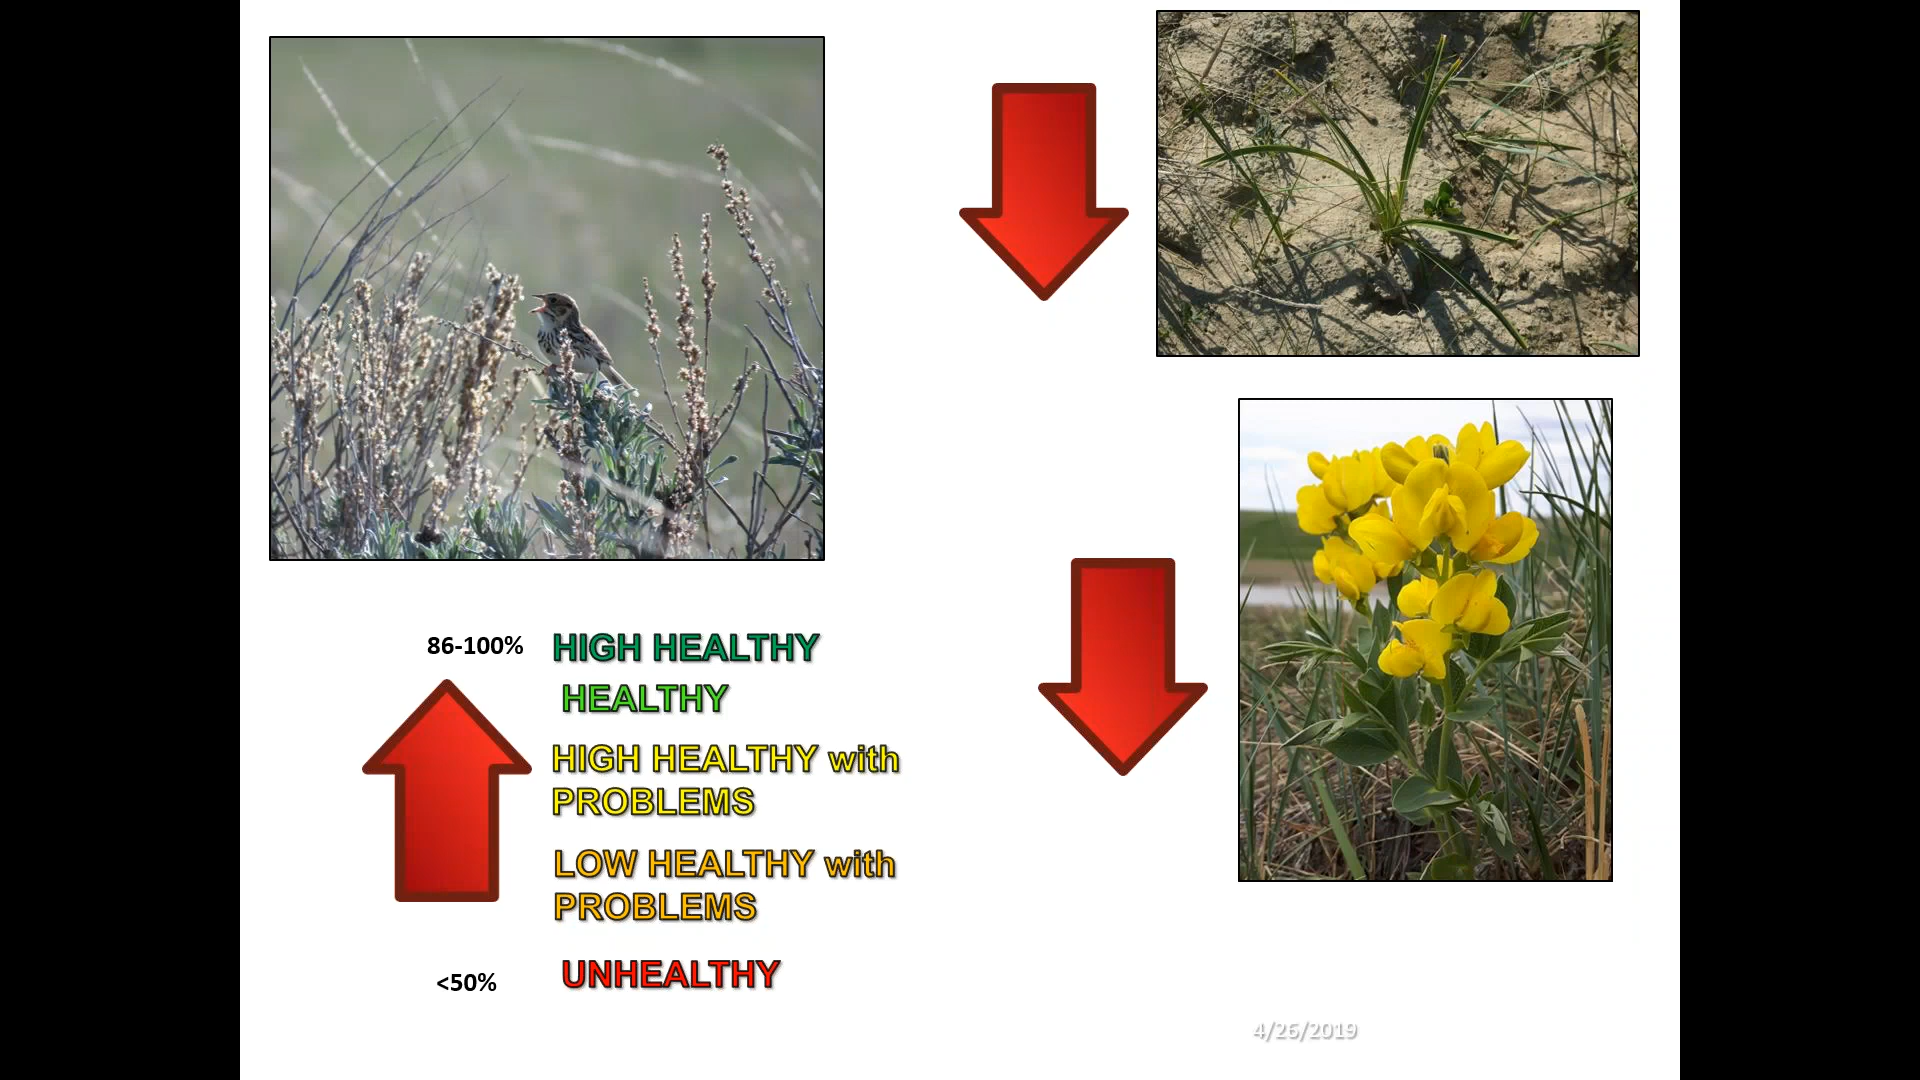 86-100%
HIGH HEALTHY
HEALTHY
HIGH HEALTHY with
PROBLEMS
LOW HEALTHY with
PROBLEMS
<50%
UNHEALTHY
4/26/2019